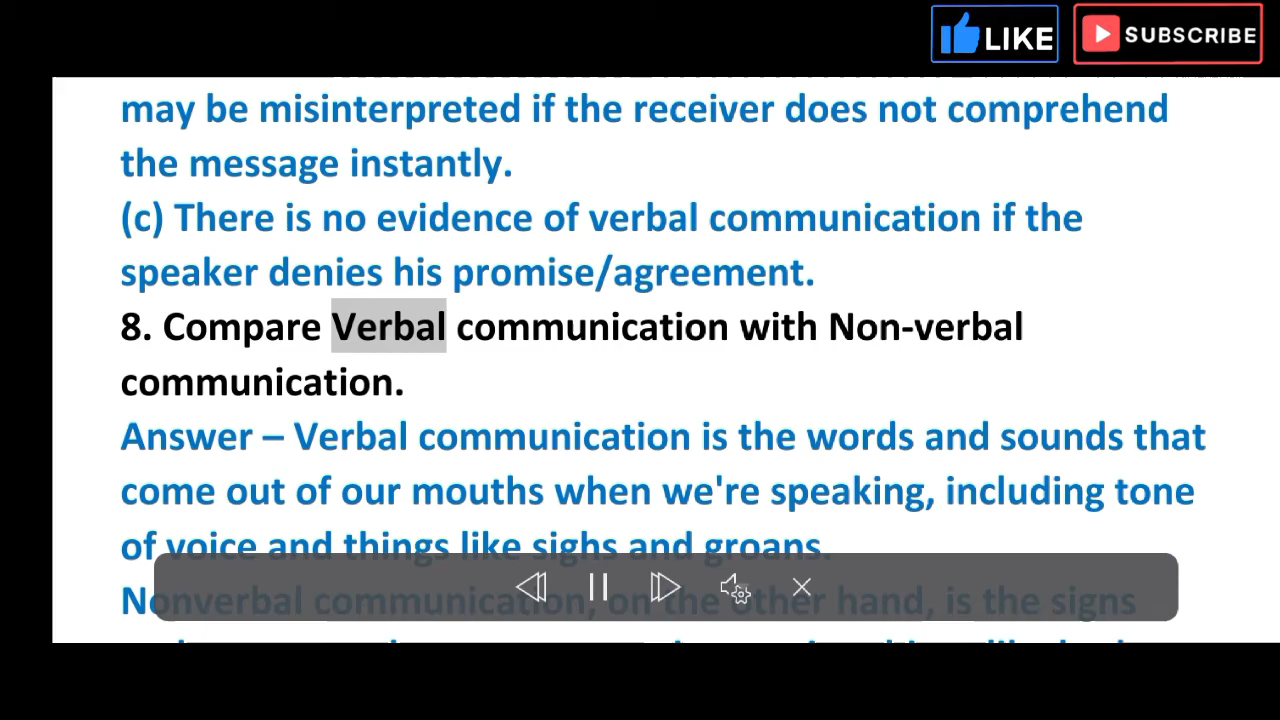 LIKE
SUBSCRIBE
may be misinterpreted if the receiver does not comprehend
the message instantly.
(c) There is no evidence of verbal communication if the
speaker denies his promise/agreement.
8. Compare Verbal communication with Non-verbal
communication.
Answer – Verbal communication is the words and sounds that
come out of our mouths when we're speaking, including tone
of voice and things like sighs and groans.
Nonverbal communication, on the other hand, is the signs